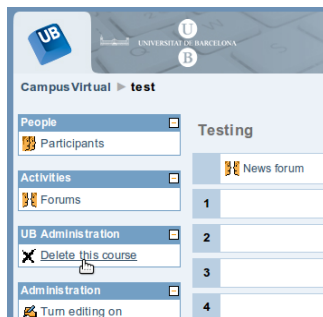 UB
UNIVERSITAT DE BARCELONA
U
B
CampusVirtual ► test
People
Participants
Activities
Forums
UB Administration
Delete this course
Administration
Turn editing on
Testing
News forum
1
2
3
4